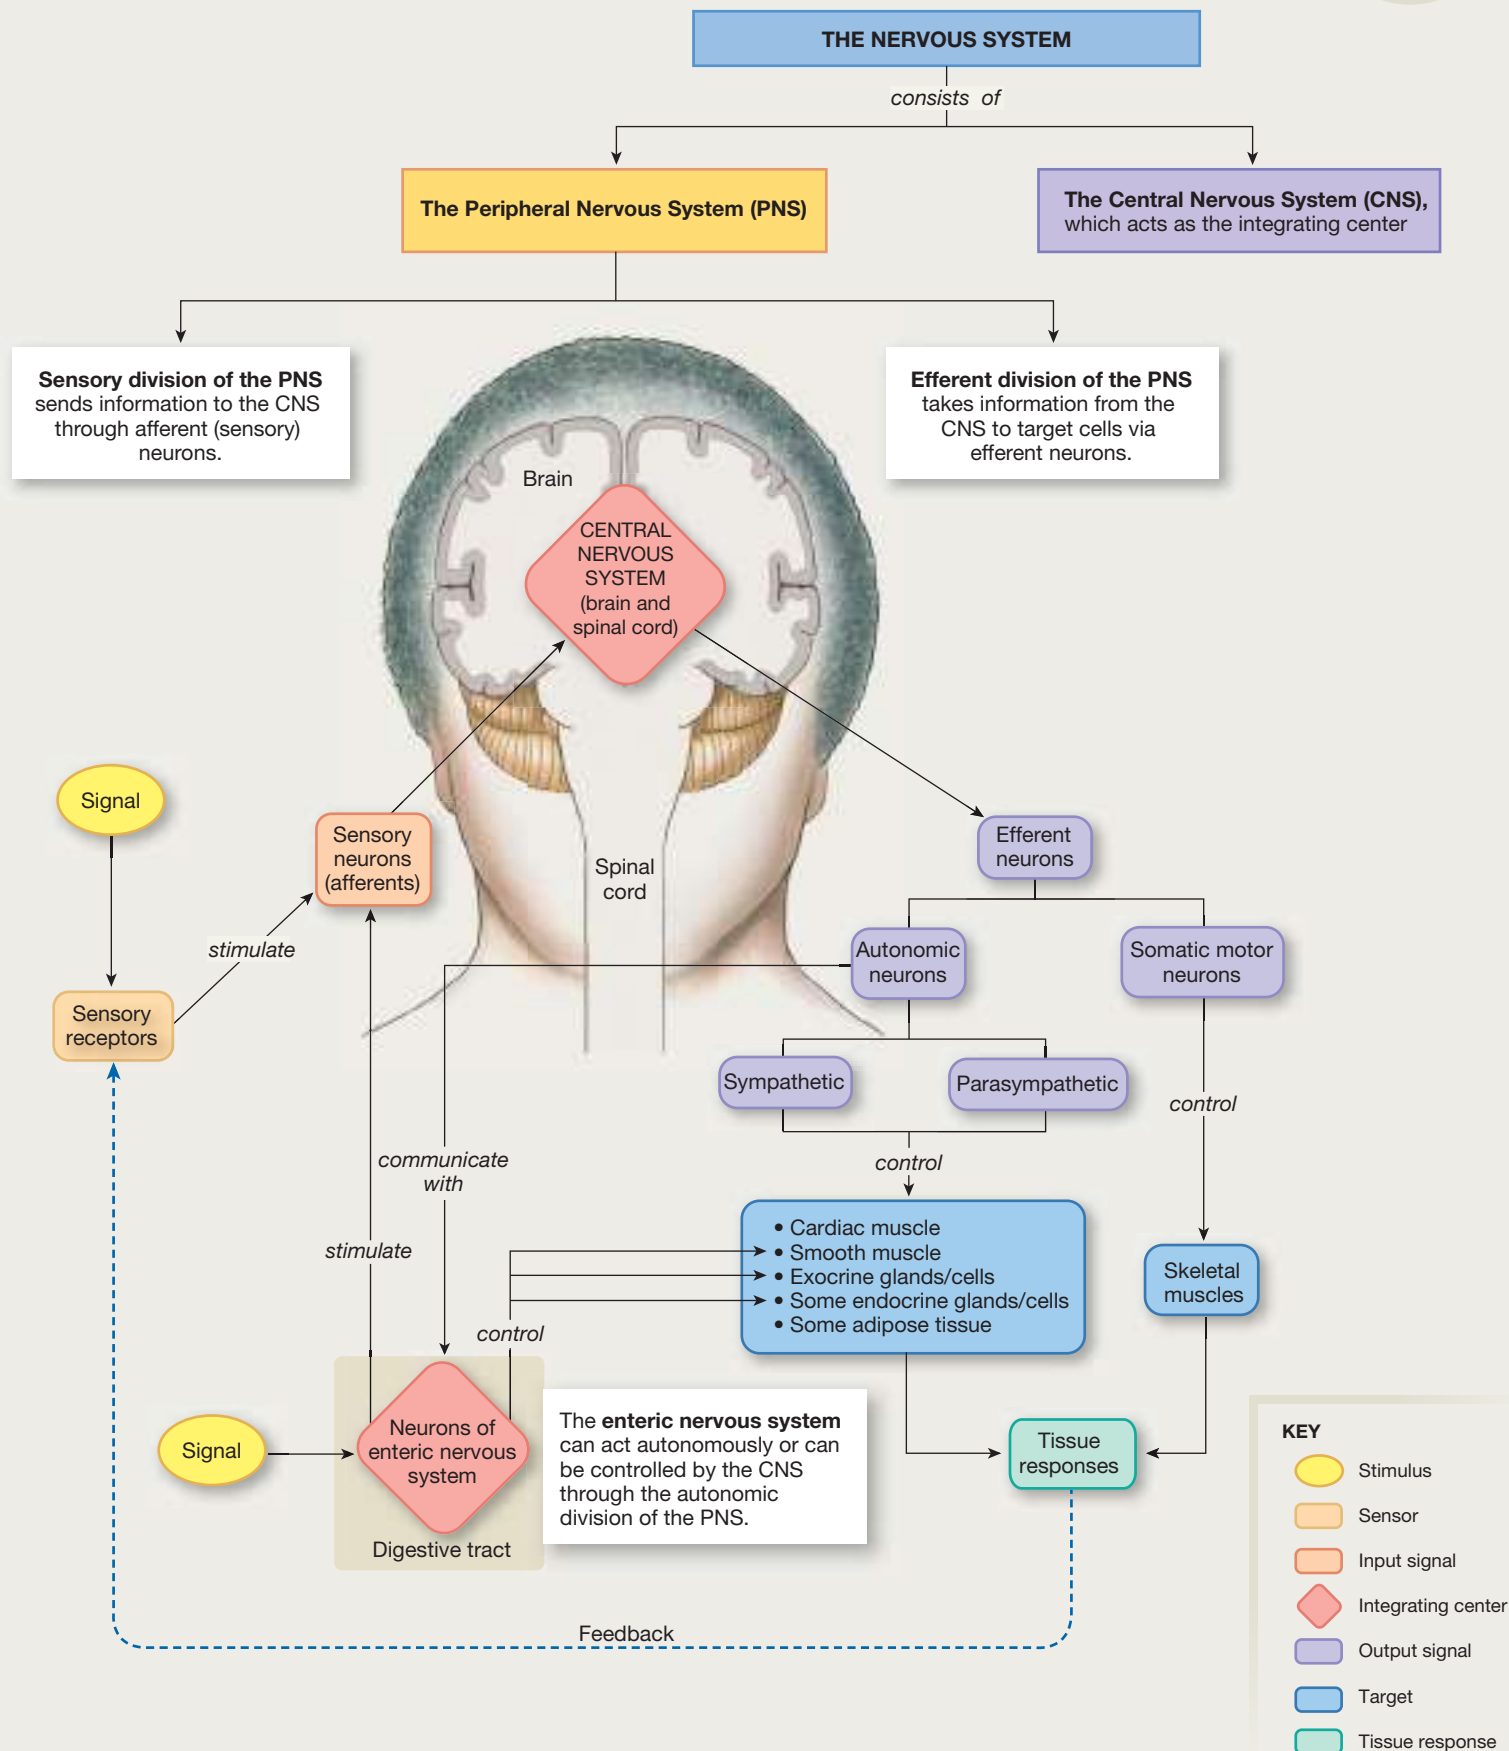 THE NERVOUS SYSTEM
consists of
The Peripheral Nervous System (PNS)
The Central Nervous System (CNS),
which acts as the integrating center
Sensory division of the PNS
sends information to the CNS
through afferent (sensory)
neurons.
Efferent division of the PNS
takes information from the
CNS to target cells via
efferent neurons.
Brain
CENTRAL
NERVOUS
SYSTEM
(brain and
spinal cord)
Signal
Sensory
neurons
(afferents)
Spinal
cord
Efferent
neurons
stimulate
Autonomic
neurons
Somatic motor
neurons
Sensory
receptors
Sympathetic
Parasympathetic
control
communicate
with
control
stimulate
• Cardiac muscle
• Smooth muscle
• Exocrine glands/cells
• Some endocrine glands/cells
• Some adipose tissue
Skeletal
muscles
control
Signal
Neurons of
enteric nervous
system
Digestive tract
The enteric nervous system
can act autonomously or can
be controlled by the CNS
through the autonomic
division of the PNS.
Tissue
responses
Feedback
KEY
Stimulus
Sensor
Input signal
Integrating center
Output signal
Target
Tissue response